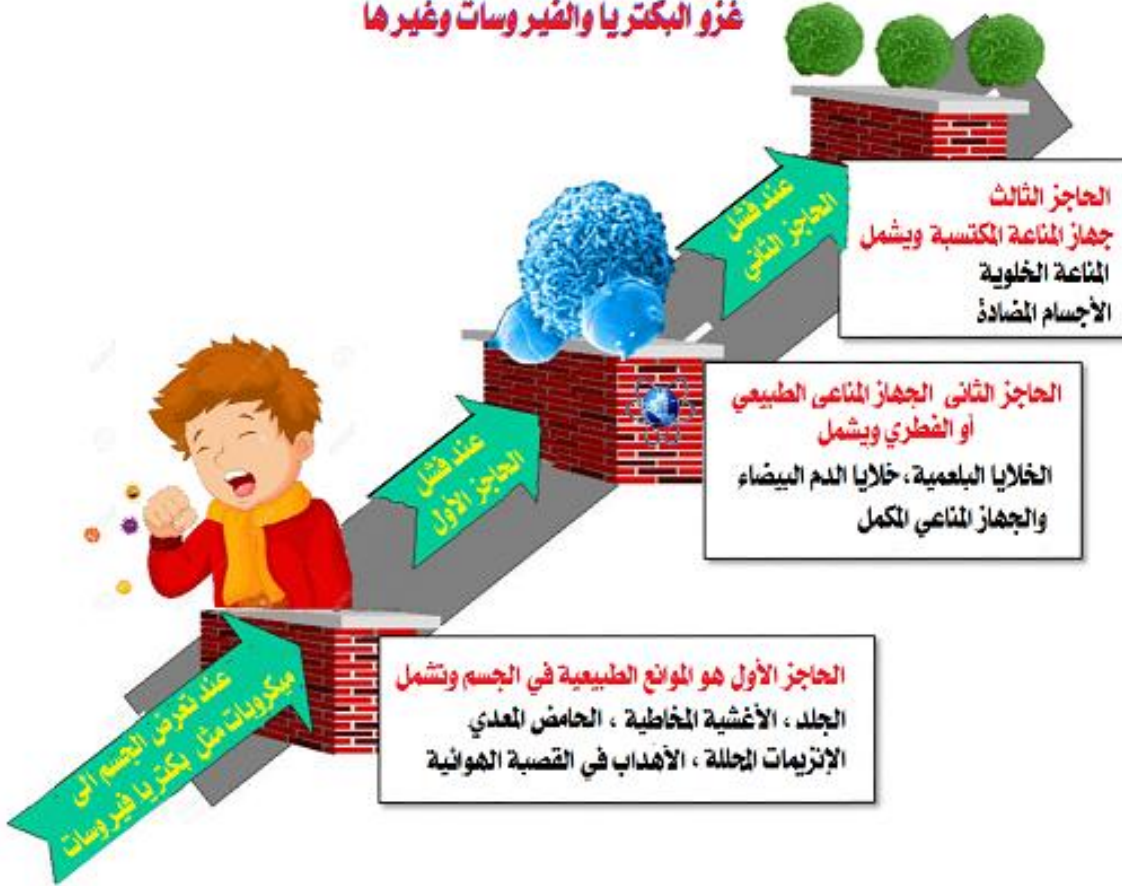 غزو البكتريا والفيروسات وغيرها
الحاجز الثالث
جهاز المناعة المكتسبة ويشمل
المناعة الخلوية
الأجسام المضادة
عند فشل
الحاجز الثاني
الحاجز الثانى الجهاز المناعى الطبيعي
أو الفطري ويشمل
الخلايا البلعمية، خلايا الدم البيضاء
والجهاز المناعي المكمل
عند فشل
الحاجز الأول
الحاجز الأول هو الموانع الطبيعية في الجسم وتشمل
الجلد ، الأغشية المخاطية ، الحامض المعدي
الإنزيمات المحللة ، الأهداب في القصبة الهوائية
عند تعرض الجسم الى
ميكروبات مثل بكتريا فيروسات